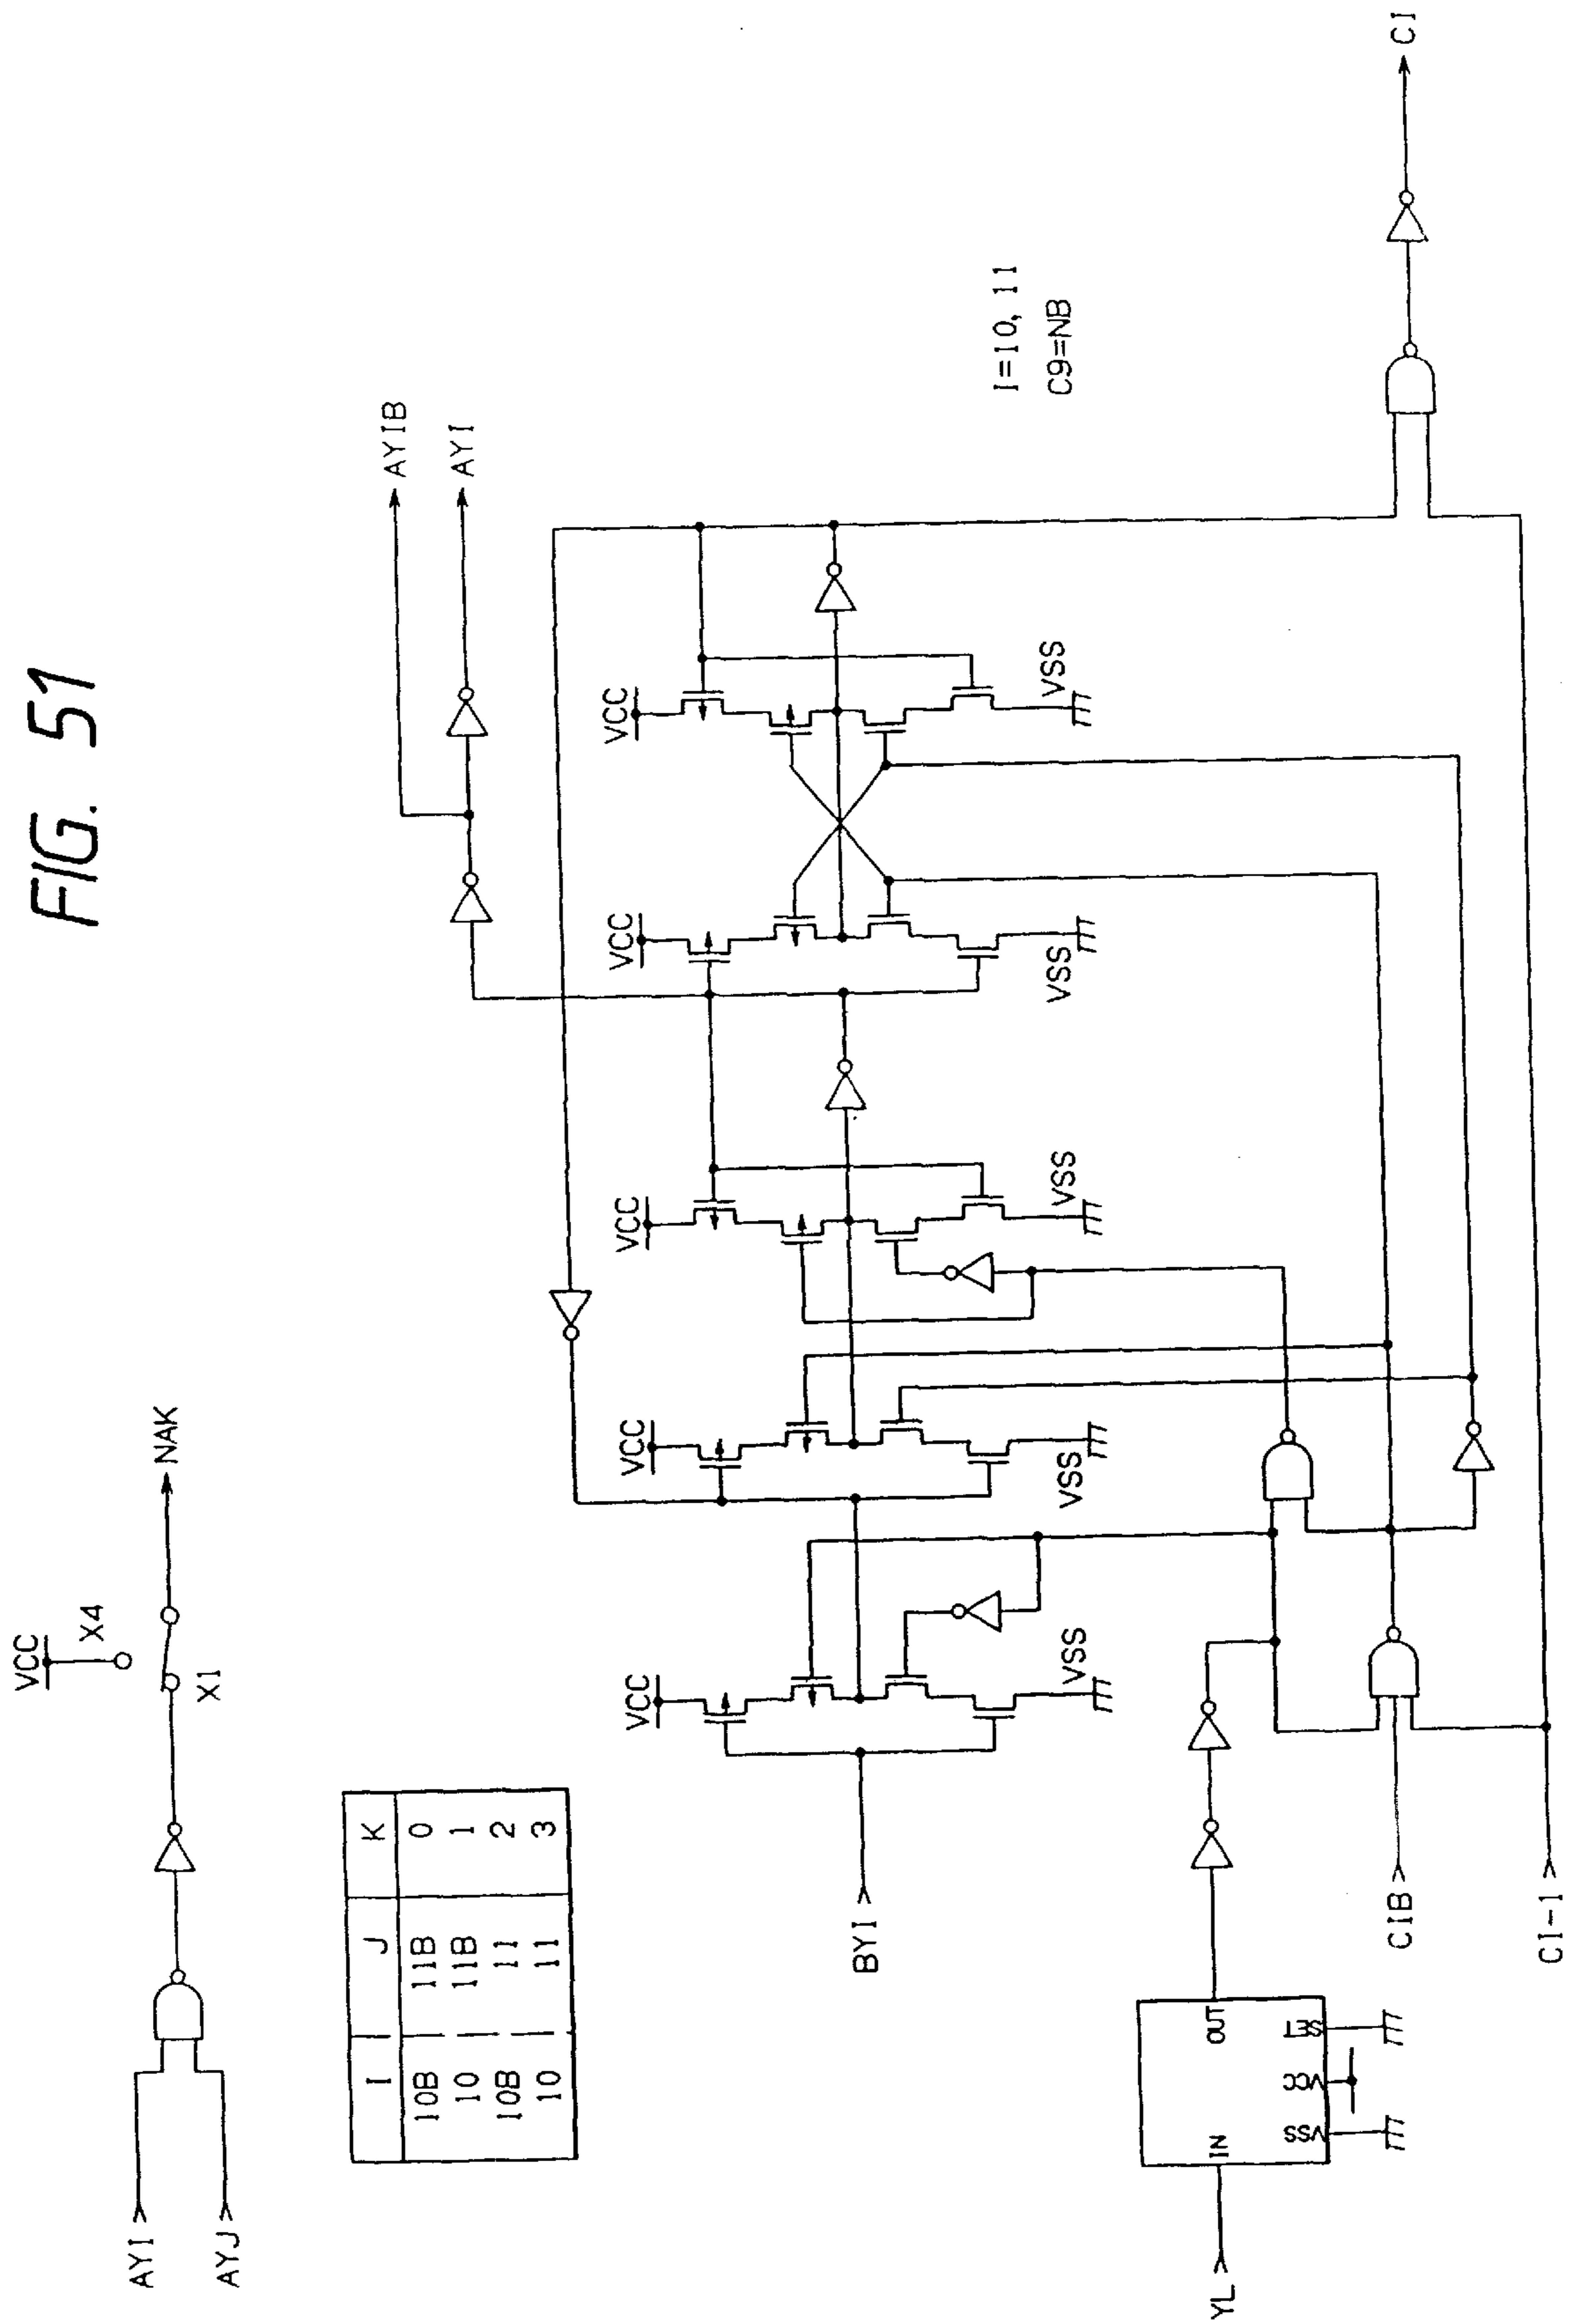 FIG. 51
AYI
AYJ
VCC
X4
X1
NAK
I J K
10B 11B 0
10 11B 1
10B 11 2
10 11 3
AYIB
AYI
BYI
VCC
VSS
VCC
VSS
VCC
VSS
VCC
VSS
VCC
VSS
I=10, 11
C9=NB
YL
IN
OUT
VSS
VCC
SET
CIB
CI-1
CI